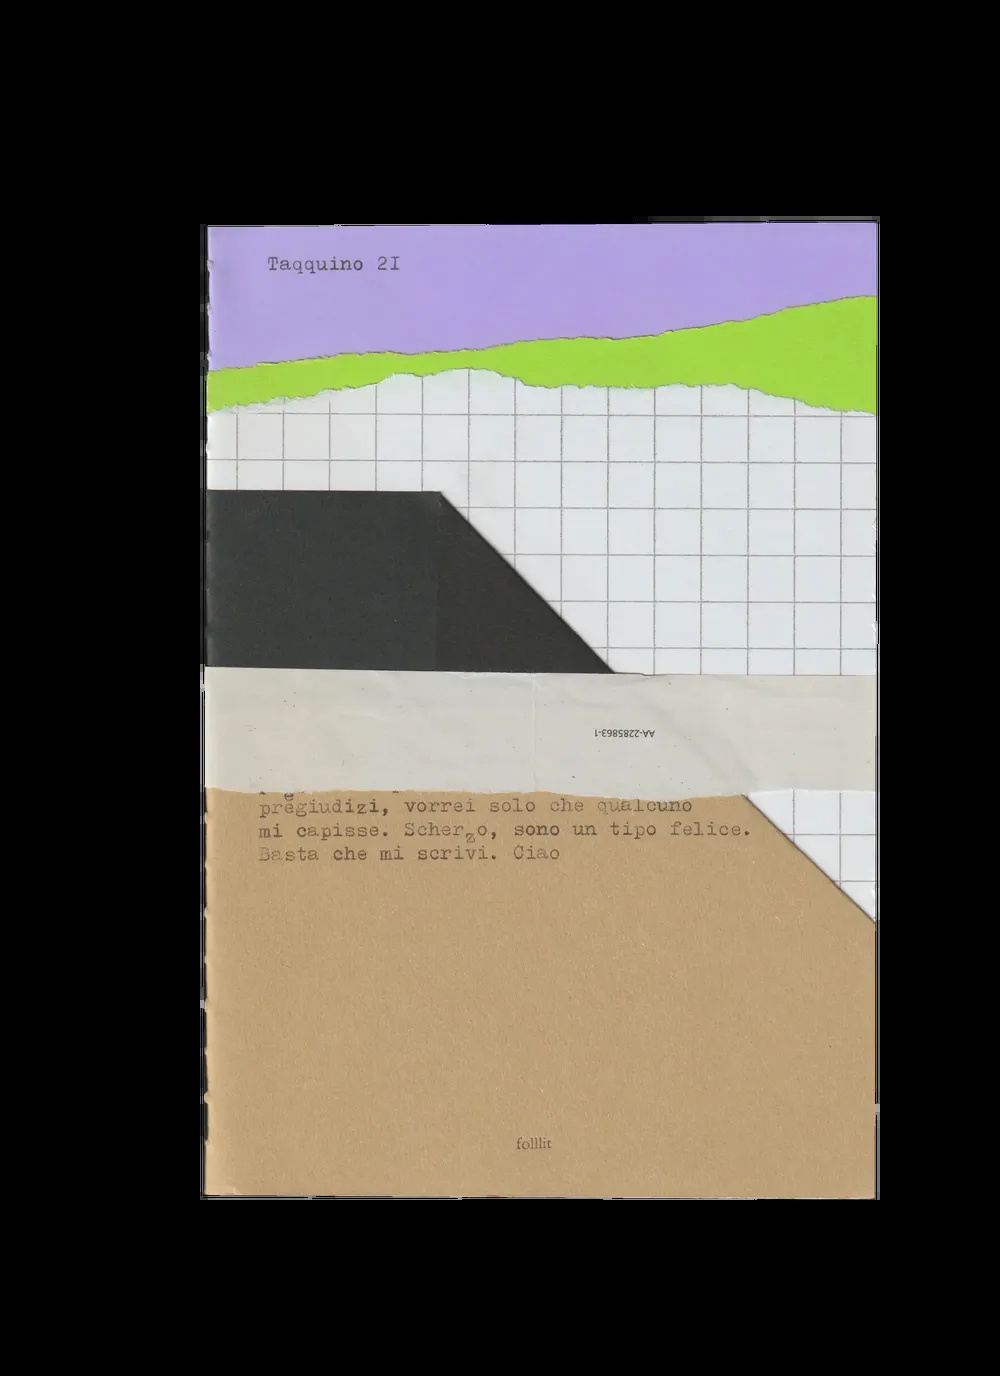 Taqquino 2I
AA-2285863-1
pregiudizi, vorrei solo che qualcuno
mi capisse. Scherzo, sono un tipo felice.
Basta che mi scrivi. Ciao
folllit